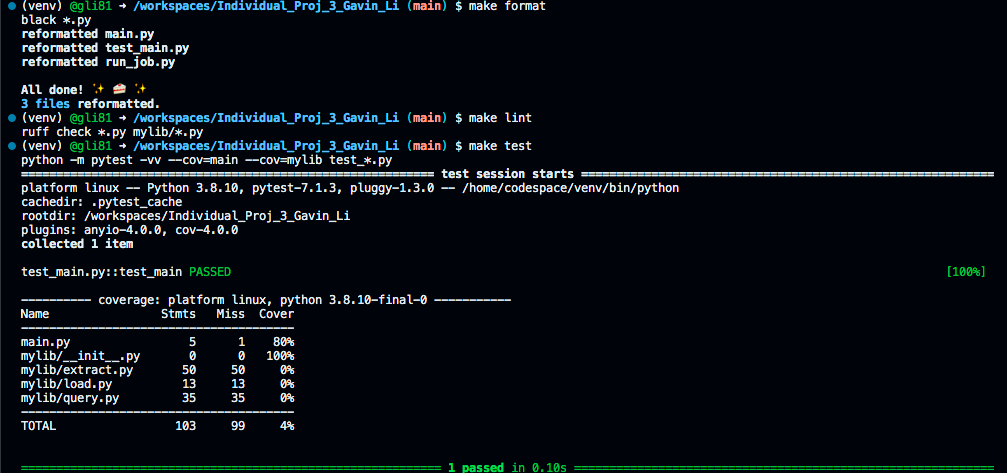 (venv) @gli81 → /workspaces/Individual_Proj_3_Gavin_Li (main) $ make format
black *.py
reformatted main.py
reformatted test_main.py
reformatted run_job.py
All done! ✨ 🍰 ✨
3 files reformatted.
(venv) @gli81 → /workspaces/Individual_Proj_3_Gavin_Li (main) $ make lint
ruff check *.py mylib/*.py
(venv) @gli81 → /workspaces/Individual_Proj_3_Gavin_Li (main) $ make test
python -m pytest -vv --cov=main --cov=mylib test_*.py
=========================================================== test session starts ===========================================================
platform linux -- Python 3.8.10, pytest-7.1.3, pluggy-1.3.0 -- /home/codespace/venv/bin/python
cachedir: .pytest_cache
rootdir: /workspaces/Individual_Proj_3_Gavin_Li
plugins: anyio-4.0.0, cov-4.0.0
collected 1 item
test_main.py::test_main PASSED [100%]
---------- coverage: platform linux, python 3.8.10-final-0 -----------
Name Stmts Miss Cover
---------------------------------------
main.py 5 1 80%
mylib/__init__.py 0 0 100%
mylib/extract.py 50 50 0%
mylib/load.py 13 13 0%
mylib/query.py 35 35 0%
---------------------------------------
TOTAL 103 99 4%
============================================================ 1 passed in 0.10s ============================================================